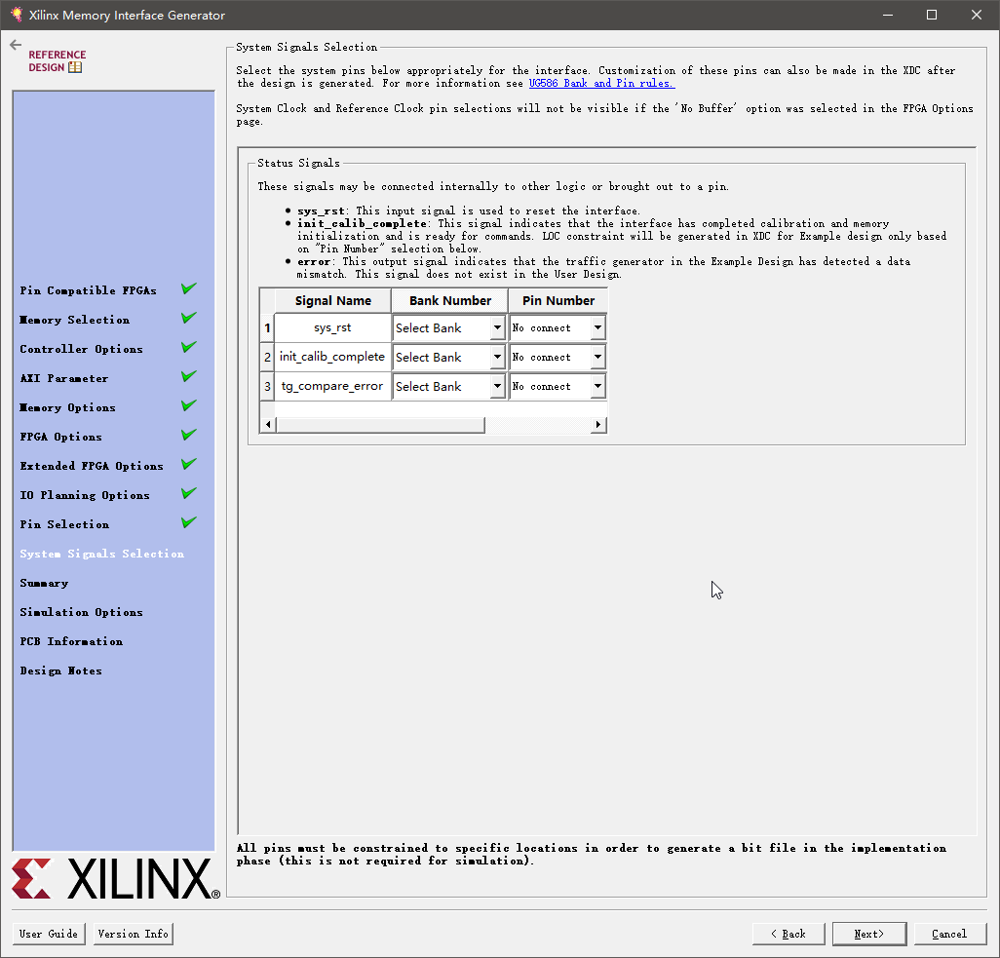 Xilinx Memory Interface Generator
REFERENCE
DESIGN
Pin Compatible FPGAs
Memory Selection
Controller Options
AXI Parameter
Memory Options
FPGA Options
Extended FPGA Options
IO Planning Options
Pin Selection
System Signals Selection
Summary
Simulation Options
PCB Information
Design Notes
XILINX®
System Signals Selection
Select the system pins below appropriately for the interface. Customization of these pins can also be made in the XDC after
the design is generated. For more information see UG586 Bank and Pin rules.
System Clock and Reference Clock pin selections will not be visible if the 'No Buffer' option was selected in the FPGA Options
page.
Status Signals
These signals may be connected internally to other logic or brought out to a pin.
• sys_rst: This input signal is used to reset the interface.
• init_calib_complete: This signal indicates that the interface has completed calibration and memory
initialization and is ready for commands. LOC constraint will be generated in XDC for Example design only based
on "Pin Number" selection below.
• error: This output signal indicates that the traffic generator in the Example Design has detected a data
mismatch. This signal does not exist in the User Design.
Signal Name Bank Number Pin Number
1 sys_rst Select Bank No connect
2 init_calib_complete Select Bank No connect
3 tg_compare_error Select Bank No connect
All pins must be constrained to specific locations in order to generate a bit file in the implementation
phase (this is not required for simulation).
User Guide Version Info < Back Next> Cancel